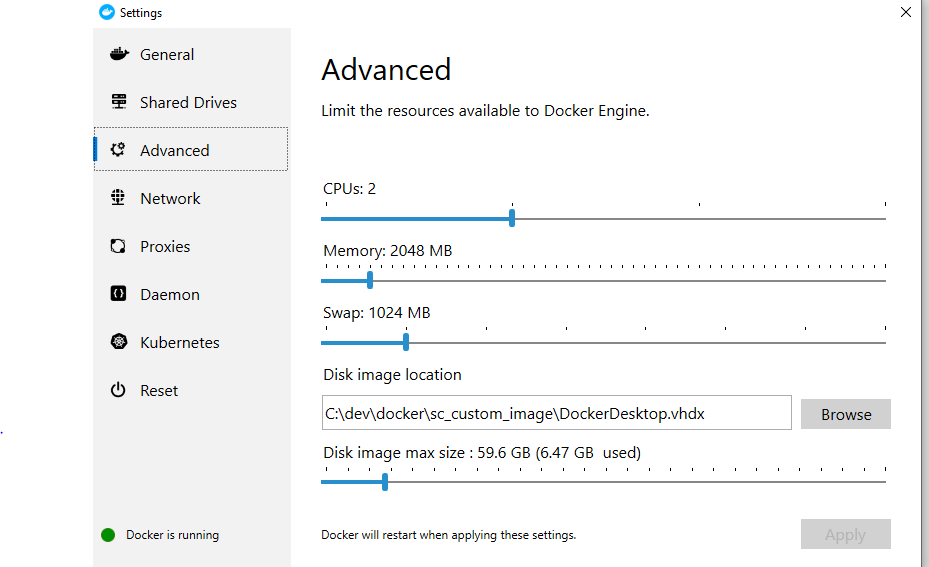 Settings
General
Shared Drives
Advanced
Network
Proxies
Daemon
Kubernetes
Reset
Docker is running
Advanced
Limit the resources available to Docker Engine.
CPUs: 2
Memory: 2048 MB
Swap: 1024 MB
Disk image location
C:\dev\docker\sc_custom_image\DockerDesktop.vhdx
Browse
Disk image max size : 59.6 GB (6.47 GB  used)
Docker will restart when applying these settings.
Apply